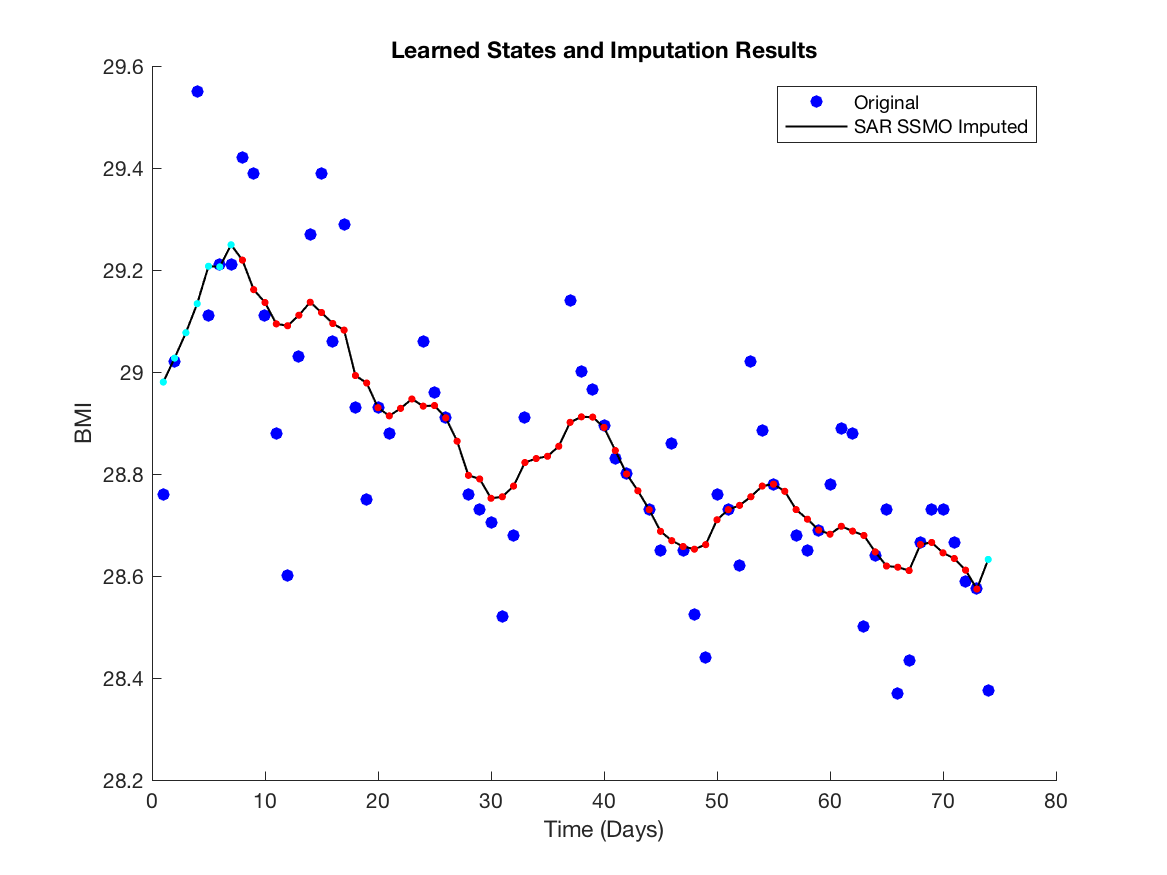 Learned States and Imputation Results
Original
SAR SSMO Imputed
29.6
29.4
29.2
29
28.8
28.6
28.4
28.2
BMI
0 10 20 30 40 50 60 70 80
Time (Days)